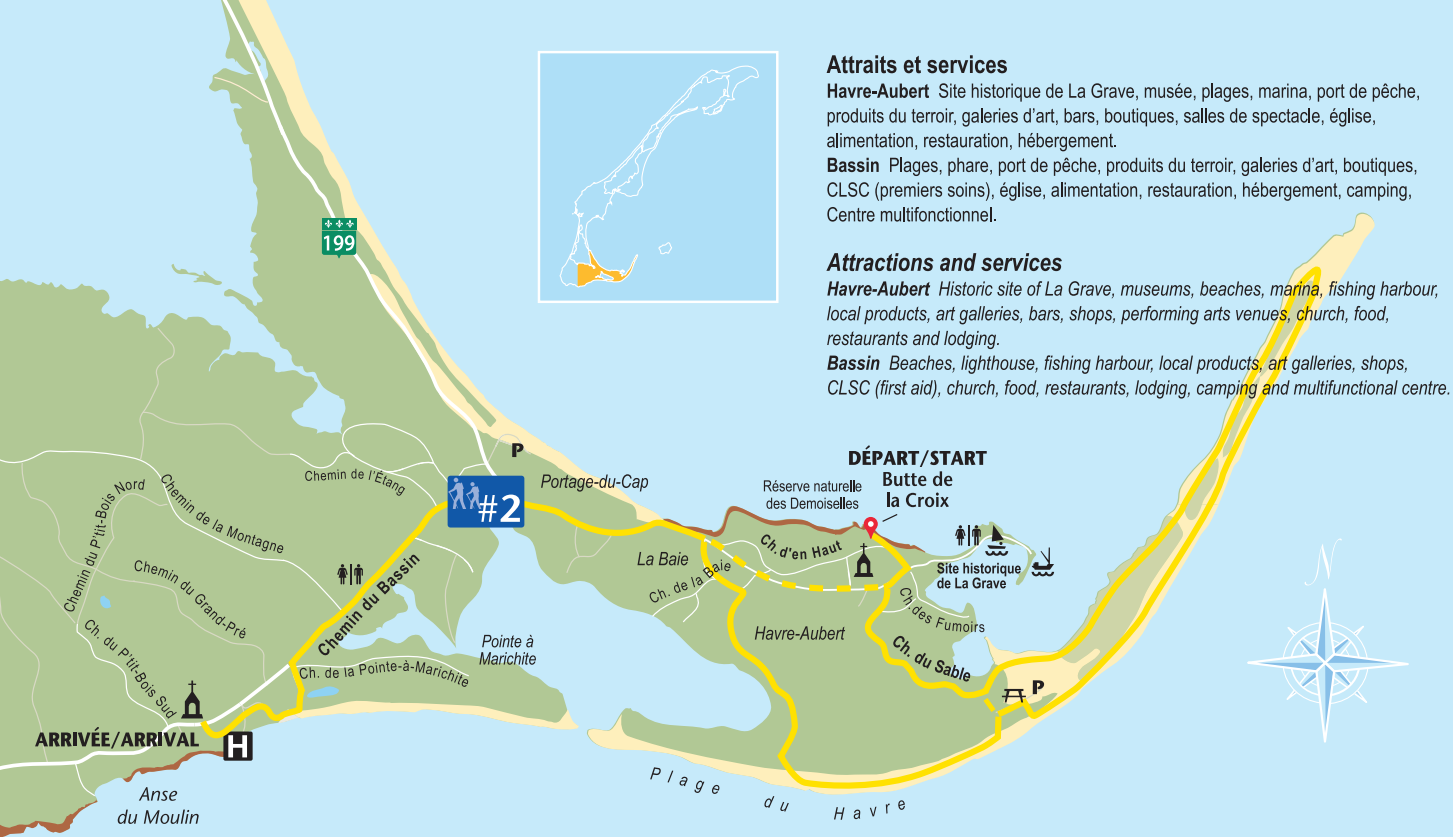 Attraits et services
Havre-Aubert Site historique de La Grave, musée, plages, marina, port de pêche,
produits du terroir, galeries d'art, bars, boutiques, salles de spectacle, église,
alimentation, restauration, hébergement.
Bassin Plages, phare, port de pêche, produits du terroir, galeries d'art, boutiques,
CLSC (premiers soins), église, alimentation, restauration, hébergement, camping,
Centre multifonctionnel.
Attractions and services
Havre-Aubert Historic site of La Grave, museums, beaches, marina, fishing harbour,
local products, art galleries, bars, shops, performing arts venues, church, food,
restaurants and lodging.
Bassin Beaches, lighthouse, fishing harbour, local products, art galleries, shops,
CLSC (first aid), church, food, restaurants, lodging, camping and multifunctional centre.
199
P
Portage-du-Cap
#2
Chemin de l'Étang
Chemin de la Montagne
Chemin du P'tit-Bois Nord
Chemin du Grand-Pré
Ch. du P'tit-Bois Sud
Chemin du Bassin
Ch. de la Pointe-à-Marichite
Pointe à
Marichite
ARRIVÉE/ARRIVAL
H
Anse
du Moulin
DÉPART/START
Butte de
la Croix
Réserve naturelle
des Demoiselles
Ch. d'en Haut
La Baie
Ch. de la Baie
Site historique
de La Grave
Ch. des Fumoirs
Havre-Aubert
Ch. du Sable
P
Plage du Havre
N